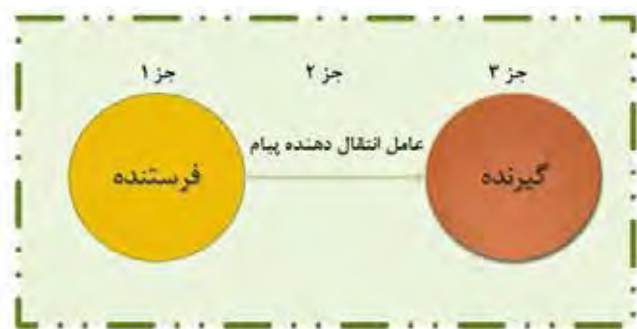 جز ۱
جز ۲
جز ۳
فرستنده
عامل انتقال دهنده پیام
گیرنده